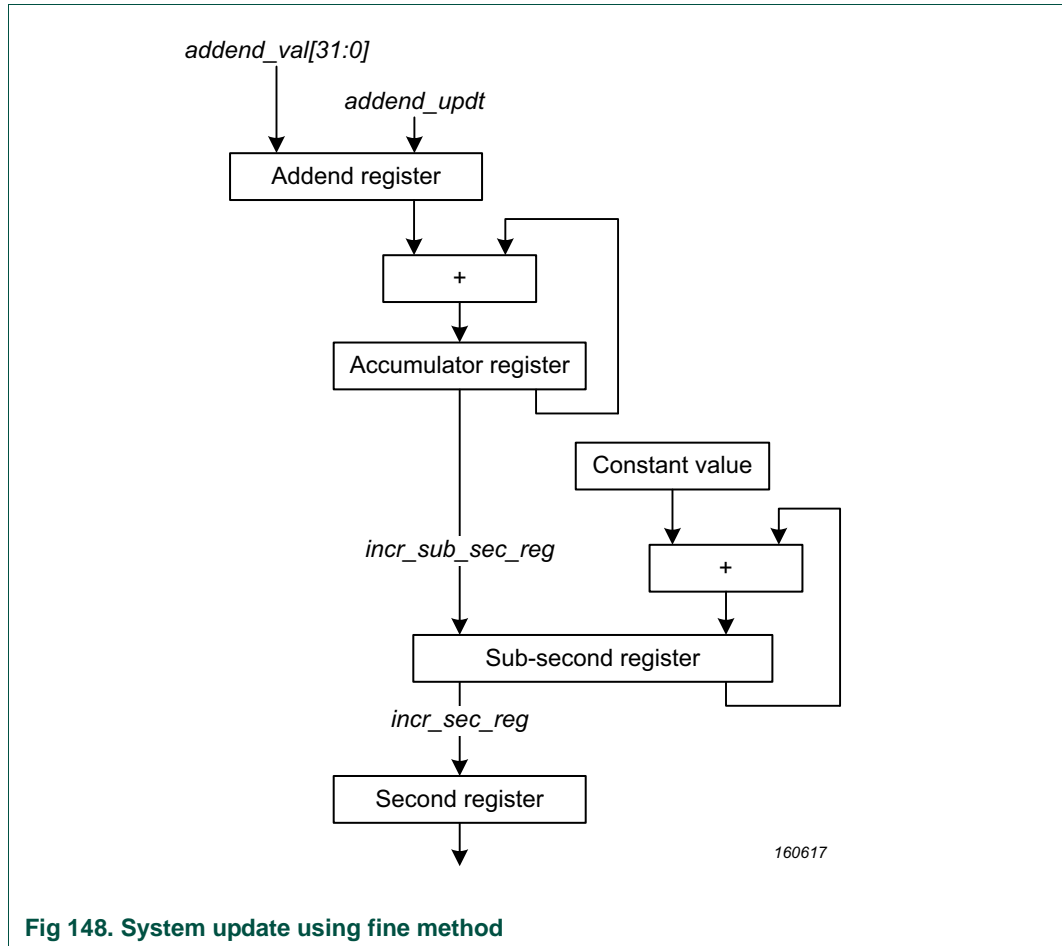 addend_val[31:0]
addend_updt
Addend register
+
Accumulator register
Constant value
incr_sub_sec_reg
+
Sub-second register
incr_sec_reg
Second register
160617
Fig 148. System update using fine method